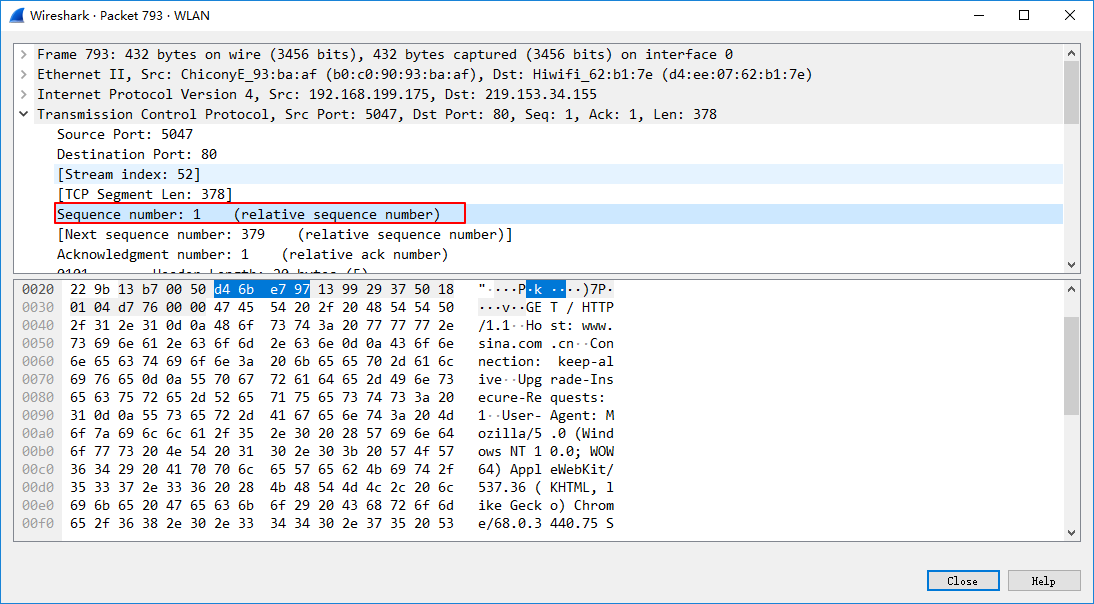 Wireshark · Packet 793 · WLAN
Frame 793: 432 bytes on wire (3456 bits), 432 bytes captured (3456 bits) on interface 0
Ethernet II, Src: ChiconyE_93:ba:af (b0:c0:90:93:ba:af), Dst: Hiwifi_62:b1:7e (d4:ee:07:62:b1:7e)
Internet Protocol Version 4, Src: 192.168.199.175, Dst: 219.153.34.155
Transmission Control Protocol, Src Port: 5047, Dst Port: 80, Seq: 1, Ack: 1, Len: 378
Source Port: 5047
Destination Port: 80
[Stream index: 52]
[TCP Segment Len: 378]
Sequence number: 1    (relative sequence number)
[Next sequence number: 379    (relative sequence number)]
Acknowledgment number: 1    (relative ack number)
0101 .... = Header Length: 20 bytes (5)
0020  22 9b 13 b7 00 50 d4 6b  e7 97 13 99 29 37 50 18   "····P·k ····)7P·
0030  01 04 d7 76 00 00 47 45  54 20 2f 20 48 54 54 50   ···v··GE T / HTTP
0040  2f 31 2e 31 0d 0a 48 6f  73 74 3a 20 77 77 77 2e   /1.1··Ho st: www.
0050  73 69 6e 61 2e 63 6f 6d  2e 63 6e 0d 0a 43 6f 6e   sina.com .cn··Con
0060  6e 65 63 74 69 6f 6e 3a  20 6b 65 65 70 2d 61 6c   nection:  keep-al
0070  69 76 65 0d 0a 55 70 67  72 61 64 65 2d 49 6e 73   ive··Upg rade-Ins
0080  65 63 75 72 65 2d 52 65  71 75 65 73 74 73 3a 20   ecure-Re quests:
0090  31 0d 0a 55 73 65 72 2d  41 67 65 6e 74 3a 20 4d   1··User- Agent: M
00a0  6f 7a 69 6c 6c 61 2f 35  2e 30 20 28 57 69 6e 64   ozilla/5 .0 (Wind
00b0  6f 77 73 20 4e 54 20 31  30 2e 30 3b 20 57 4f 57   ows NT 1 0.0; WOW
00c0  36 34 29 20 41 70 70 6c  65 57 65 62 4b 69 74 2f   64) Appl eWebKit/
00d0  35 33 37 2e 33 36 20 28  4b 48 54 4d 4c 2c 20 6c   537.36 ( KHTML, l
00e0  69 6b 65 20 47 65 63 6b  6f 29 20 43 68 72 6f 6d   ike Geck o) Chrom
00f0  65 2f 36 38 2e 30 2e 33  34 34 30 2e 37 35 20 53   e/68.0.3 440.75 S
Close
Help